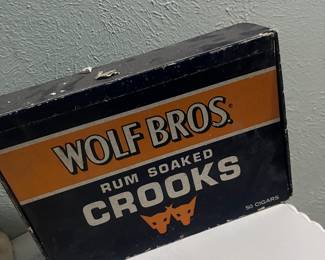 WOLF BROS.
RUM SOAKED
CROOKS
50 CIGARS